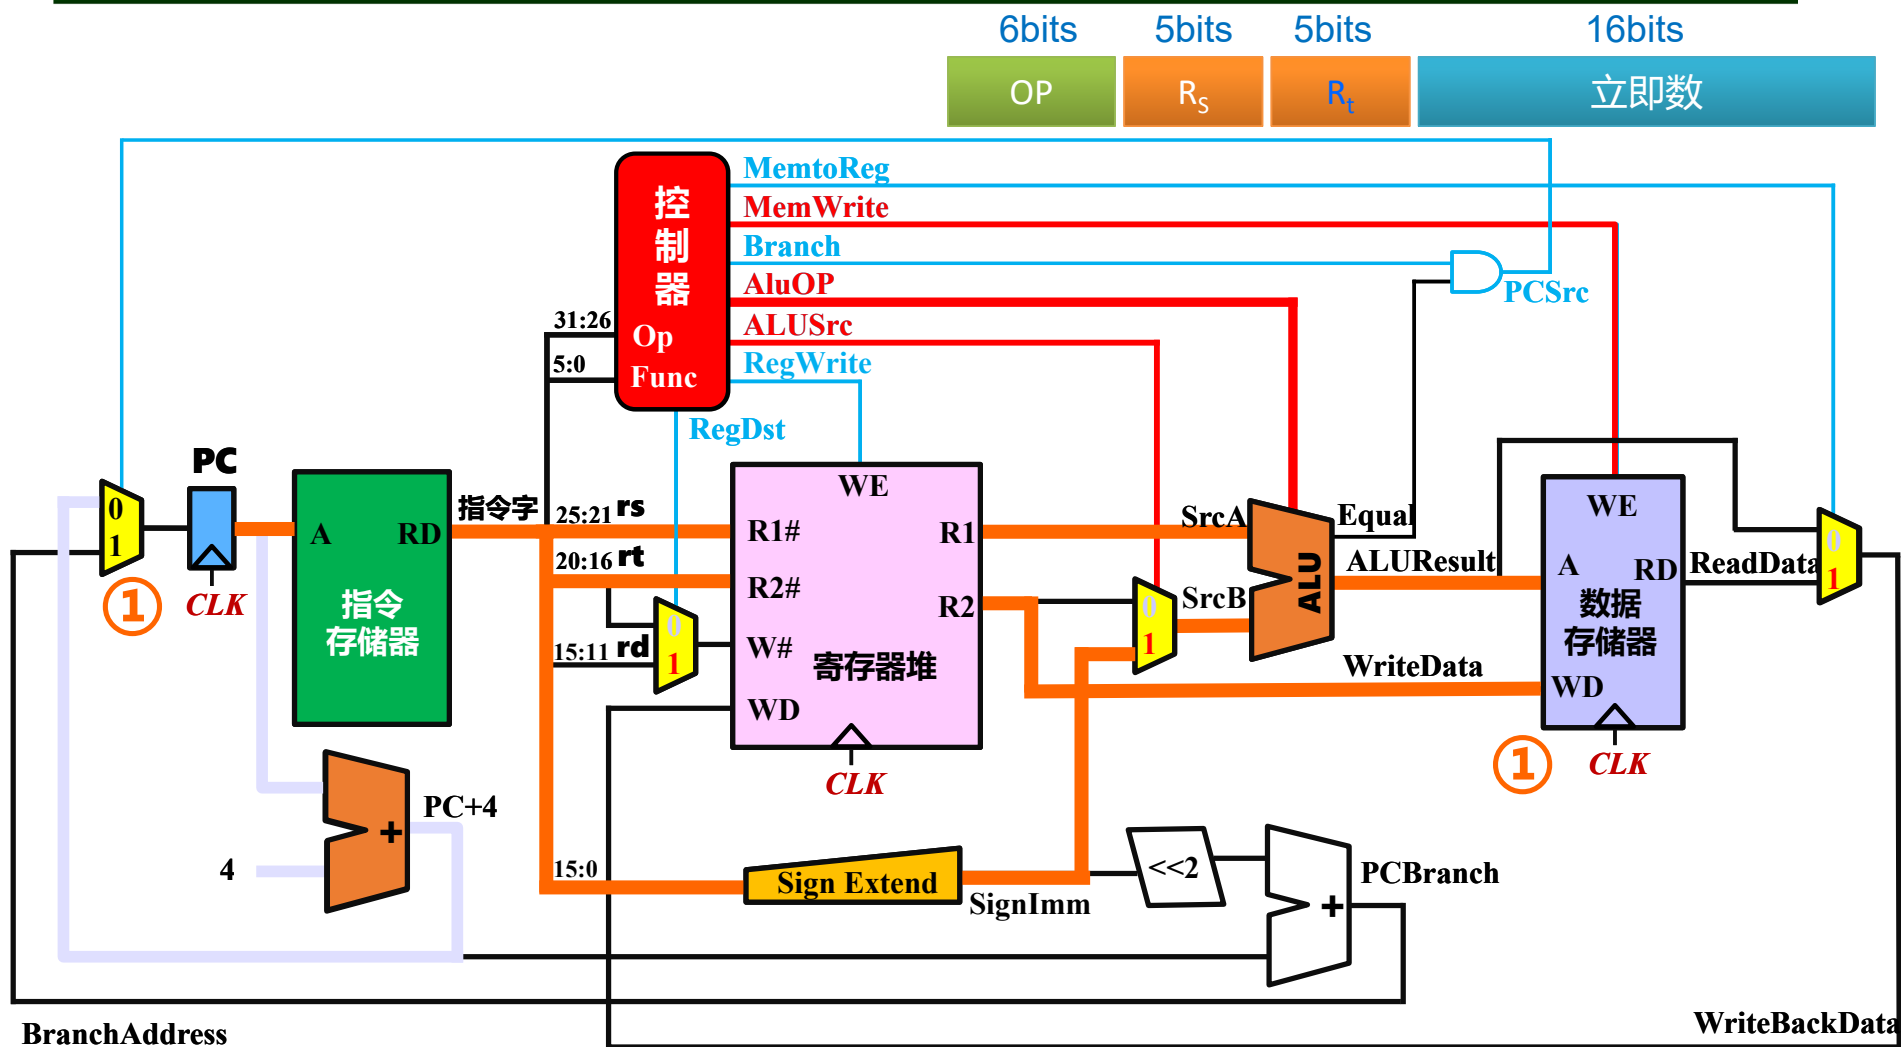 6bits 5bits 5bits 16bits
OP RS Rt 立即数
MemtoReg
MemWrite
Branch
AluOP
ALUSrc
RegWrite
RegDst
PCSrc
控制器
Op
Func
31:26
5:0
PC
0
1
①
CLK
A RD
指令存储器
指令字
25:21 rs
20:16 rt
15:11 rd
0
1
WE
R1# R1
R2# R2
W#
WD
寄存器堆
CLK
SrcA
SrcB
0
1
ALU
Equal
ALUResult
WriteData
WE
A RD
数据存储器
WD
①
CLK
ReadData
0
1
4
+
PC+4
15:0
Sign Extend
SignImm
<<2
+
PCBranch
BranchAddress
WriteBackData